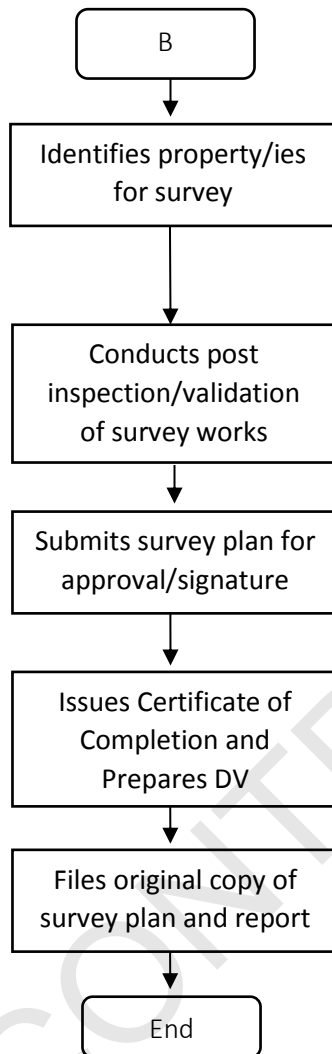 B
Identifies property/ies
for survey
Conducts post
inspection/validation
of survey works
Submits survey plan for
approval/signature
Issues Certificate of
Completion and
Prepares DV
Files original copy of
survey plan and report
End